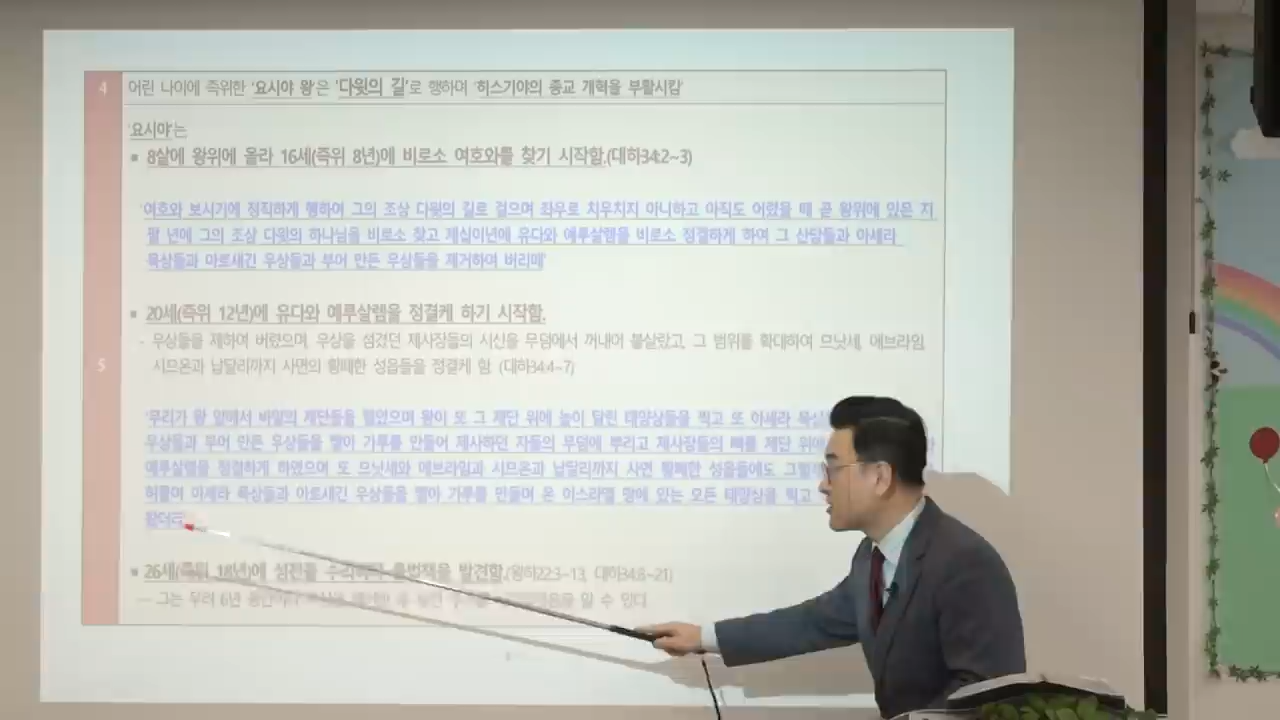 4 어린 나이에 즉위한 '요시야 왕'은 '다윗의 길'로 행하며 '히스기야의 종교 개혁을 부활시킴'
'요시야'는
▪ 8살에 왕위에 올라 16세(즉위 8년)에 비로소 여호와를 찾기 시작함.(대하34:2~3)
'여호와 보시기에 정직하게 행하여 그의 조상 다윗의 길로 걸으며 좌우로 치우치지 아니하고 아직도 어렸을 때 곧 왕위에 있은 지
팔 년에 그의 조상 다윗의 하나님을 비로소 찾고 제십이년에 유다와 예루살렘을 비로소 정결하게 하여 그 산당들과 아세라
목상들과 아로새긴 우상들과 부어 만든 우상들을 제거하여 버리매'
▪ 20세(즉위 12년)에 유다와 예루살렘을 정결케 하기 시작함.
- 우상들을 제하여 버렸으며, 우상을 섬겼던 제사장들의 시신을 무덤에서 꺼내어 불살랐고, 그 범위를 확대하여 므낫세, 에브라임,
5
시므온과 납달리까지 사면의 황폐한 성읍들을 정결케 함. (대하34:4~7)
'무리가 왕 앞에서 바알의 제단들을 헐었으며 왕이 또 그 제단 위에 높이 달린 태양상들을 찍고 또 아세라 목상
우상들과 부어 만든 우상들을 빻아 가루를 만들어 제사하던 자들의 무덤에 뿌리고 제사장들의 뼈를 제단 위에
예루살렘을 정결하게 하였으며 또 므낫세와 에브라임과 시므온과 납달리까지 사면 황폐한 성읍들에도 그렇
허물며 아세라 목상들과 아로새긴 우상들을 빻아 가루를 만들며 온 이스라엘 땅에 있는 모든 태양상을 찍고
▪ 26세(즉위 18년)에 성전을 수리하다 율법책을 발견함.(왕하22:3~13, 대하34:8~21)
그는 무려 6년 동안 알 수 있다.